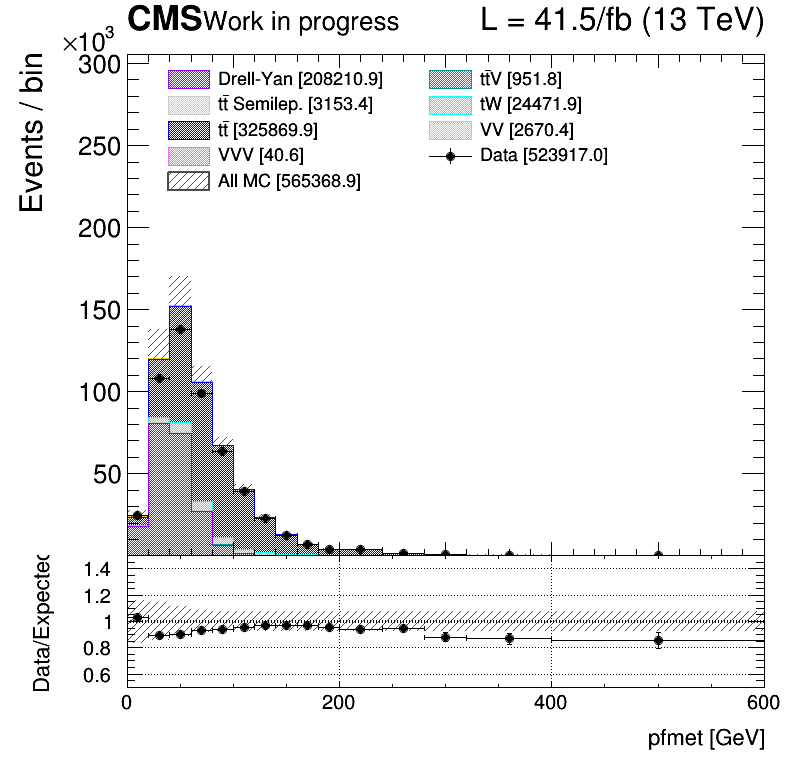 CMS Work in progress L = 41.5/fb (13 TeV)
×10³
Events / bin
300
250
200
150
100
50
Drell-Yan [208210.9]
tt̄ Semilep. [3153.4]
tt̄ [325869.9]
VVV [40.6]
All MC [565368.9]
tt̄V [951.8]
tW [24471.9]
VV [2670.4]
Data [523917.0]
Data/Expected
1.4
1.2
1
0.8
0.6
0 200 400 600
pfmet [GeV]